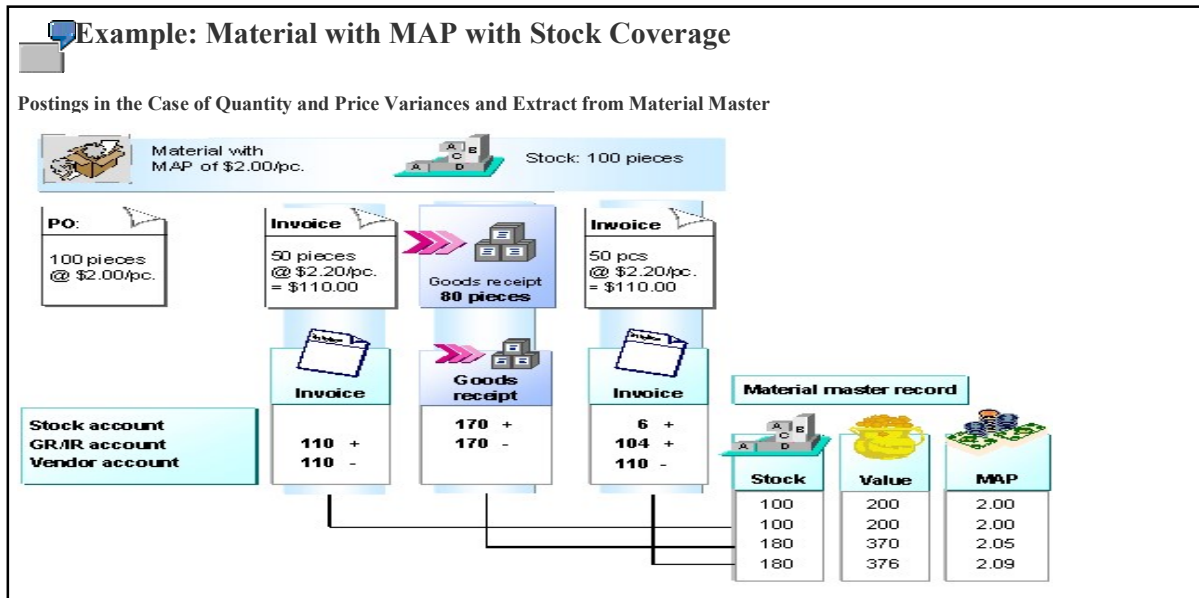 Example: Material with MAP with Stock Coverage
Postings in the Case of Quantity and Price Variances and Extract from Material Master
Material with
MAP of $2.00/pc.
Stock: 100 pieces
A
B
C
A
D
PO:
100 pieces
@ $2.00/pc.
Invoice
50 pieces
@ $2.20/pc.
= $110.00
Goods receipt
80 pieces
Invoice
50 pcs
@ $2.20/pc.
= $110.00
Invoice
Goods
receipt
Invoice
Material master record
Stock account
GR/IR account
Vendor account
110 +
110 -
170 +
170 -
6 +
104 +
110 -
A
B
C
A
D
Stock
Value
MAP
100 200 2.00
100 200 2.00
180 370 2.05
180 376 2.09